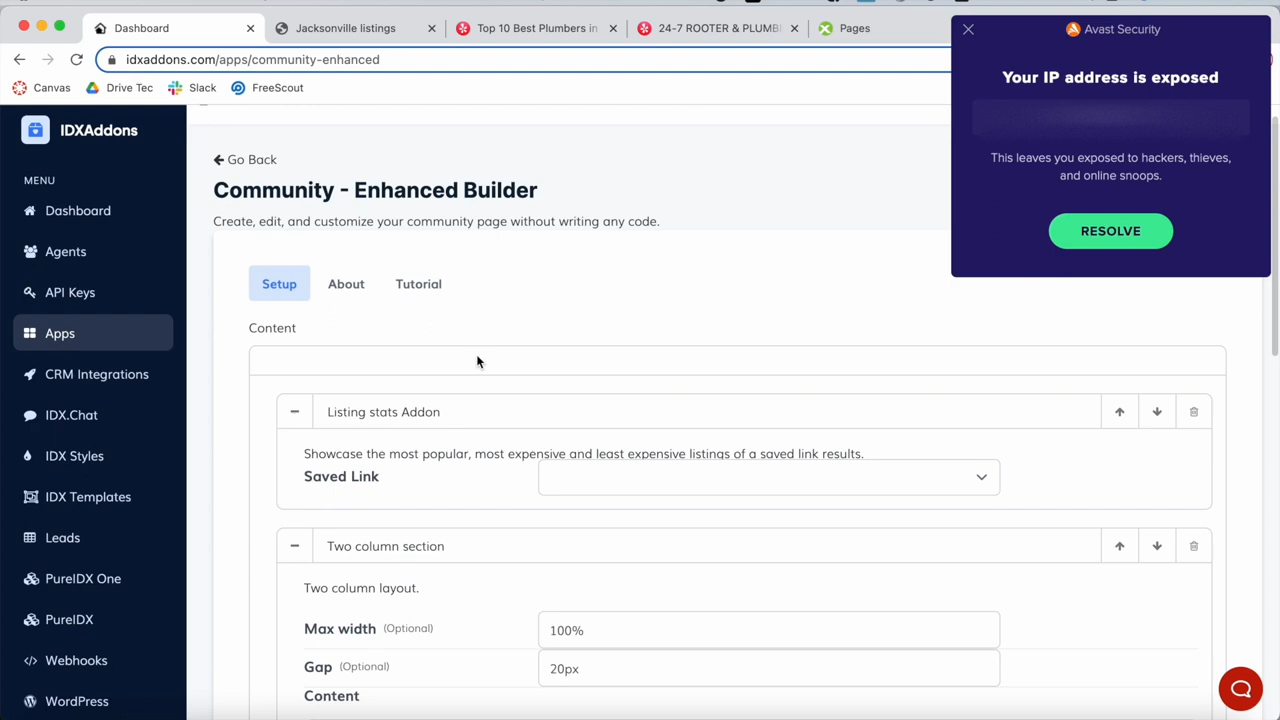 Dashboard
Jacksonville listings
Top 10 Best Plumbers in
24-7 ROOTER & PLUMB
Pages
idxaddons.com/apps/community-enhanced
Canvas
Drive Tec
Slack
FreeScout
Avast Security
Your IP address is exposed
This leaves you exposed to hackers, thieves,
and online snoops.
RESOLVE
IDXAddons
MENU
Dashboard
Agents
API Keys
Apps
CRM Integrations
IDX.Chat
IDX Styles
IDX Templates
Leads
PureIDX One
PureIDX
Webhooks
WordPress
Go Back
Community - Enhanced Builder
Create, edit, and customize your community page without writing any code.
Setup
About
Tutorial
Content
Listing stats Addon
Showcase the most popular, most expensive and least expensive listings of a saved link results.
Saved Link
Two column section
Two column layout.
Max width (Optional)
100%
Gap (Optional)
20px
Content